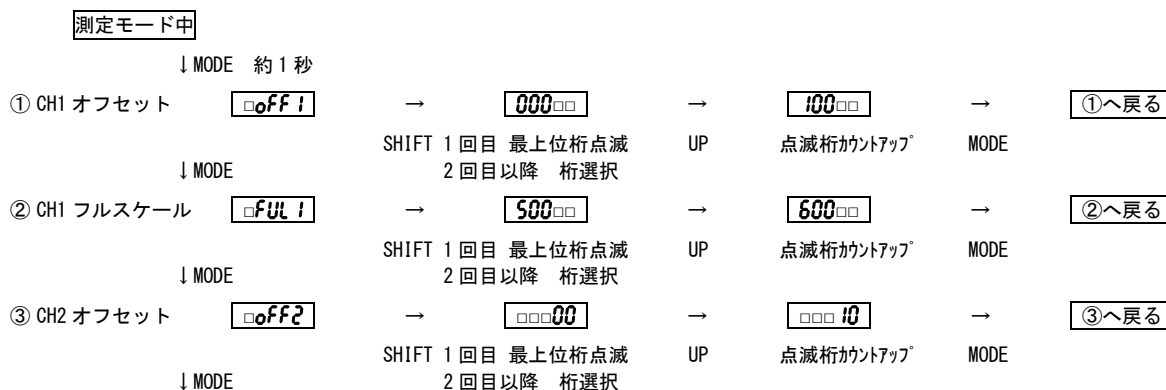 測定モード中
↓MODE 約1秒
① CH1 オフセット □oFF1 → 000□□ → 100□□ → ①へ戻る
SHIFT 1回目 最上位桁点滅 UP 点滅桁ｶｳﾝﾄｱｯﾌﾟ MODE
↓MODE 2回目以降 桁選択
② CH1 フルスケール □FUL1 → 500□□ → 600□□ → ②へ戻る
SHIFT 1回目 最上位桁点滅 UP 点滅桁ｶｳﾝﾄｱｯﾌﾟ MODE
↓MODE 2回目以降 桁選択
③ CH2 オフセット □oFF2 → □□□00 → □□□10 → ③へ戻る
SHIFT 1回目 最上位桁点滅 UP 点滅桁ｶｳﾝﾄｱｯﾌﾟ MODE
↓MODE 2回目以降 桁選択